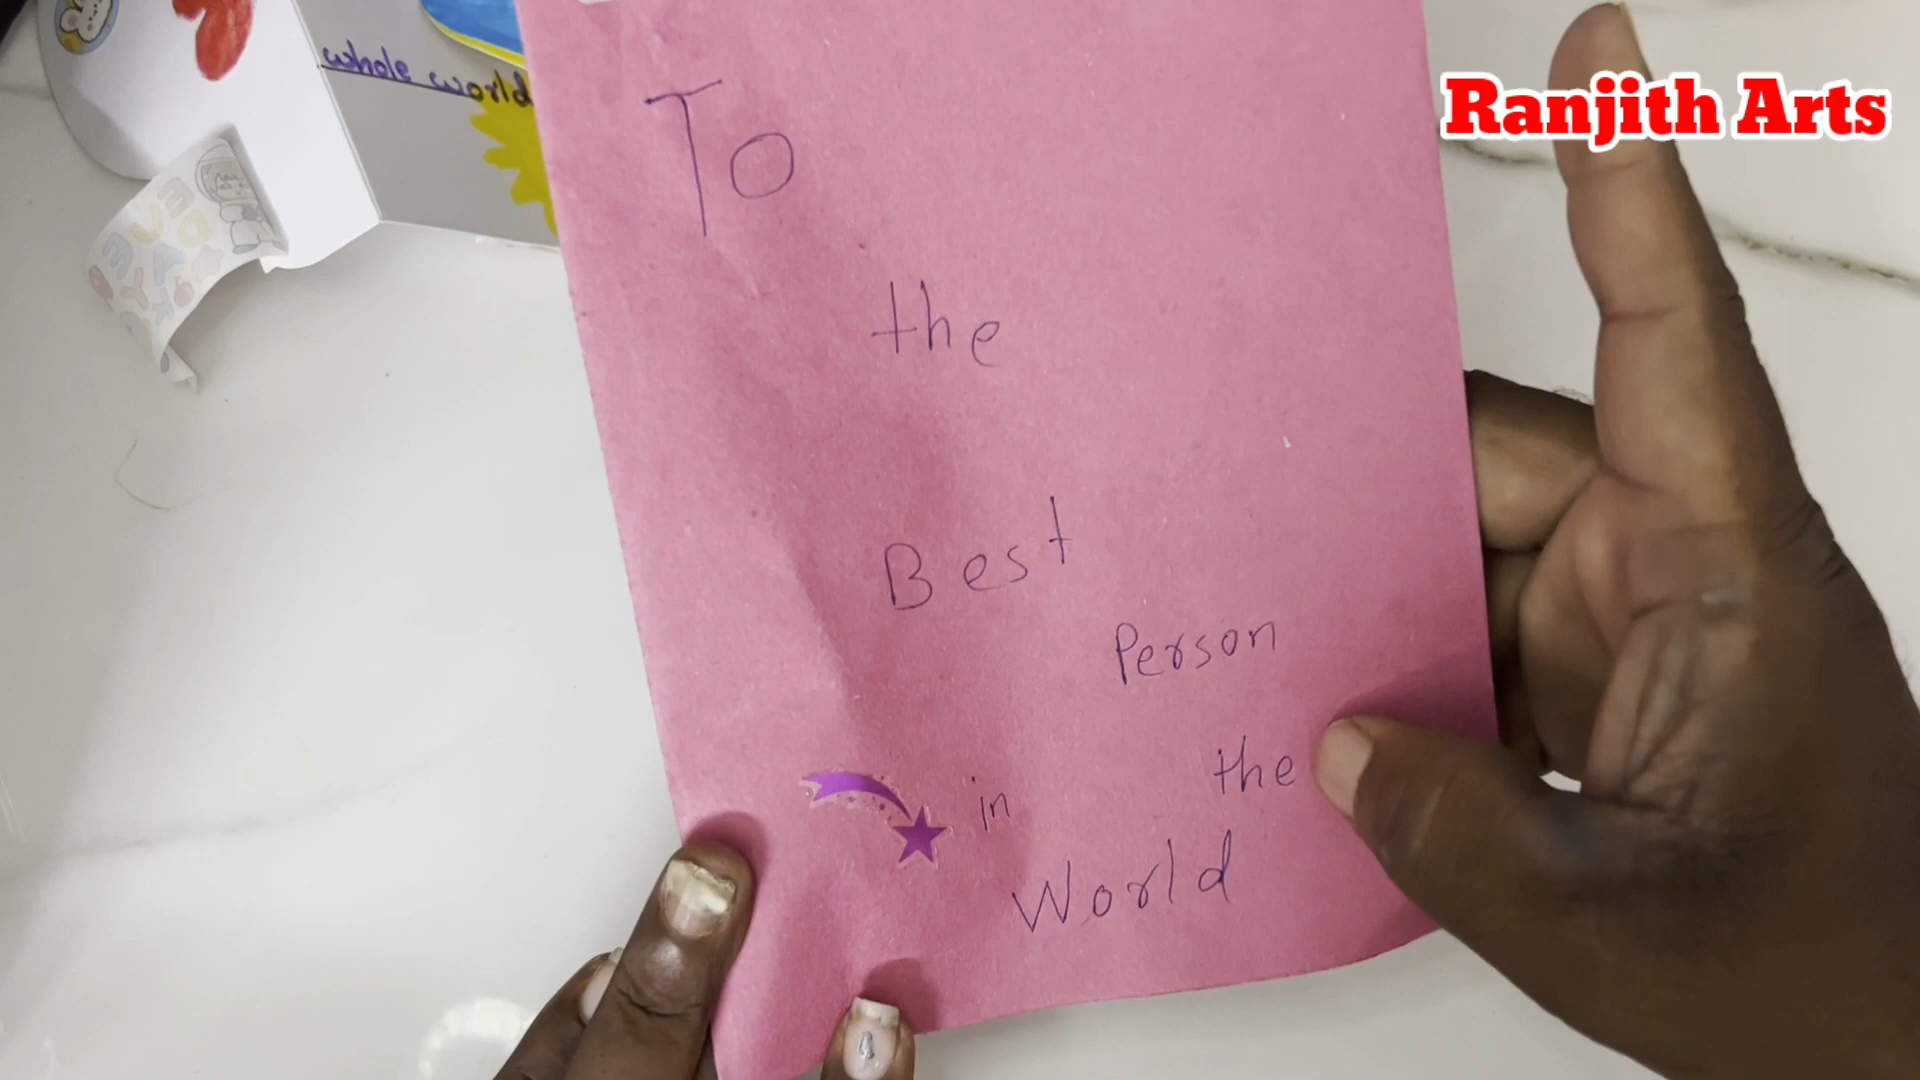 whole world
Ranjith Arts
To
the
Best
Person
in the
World